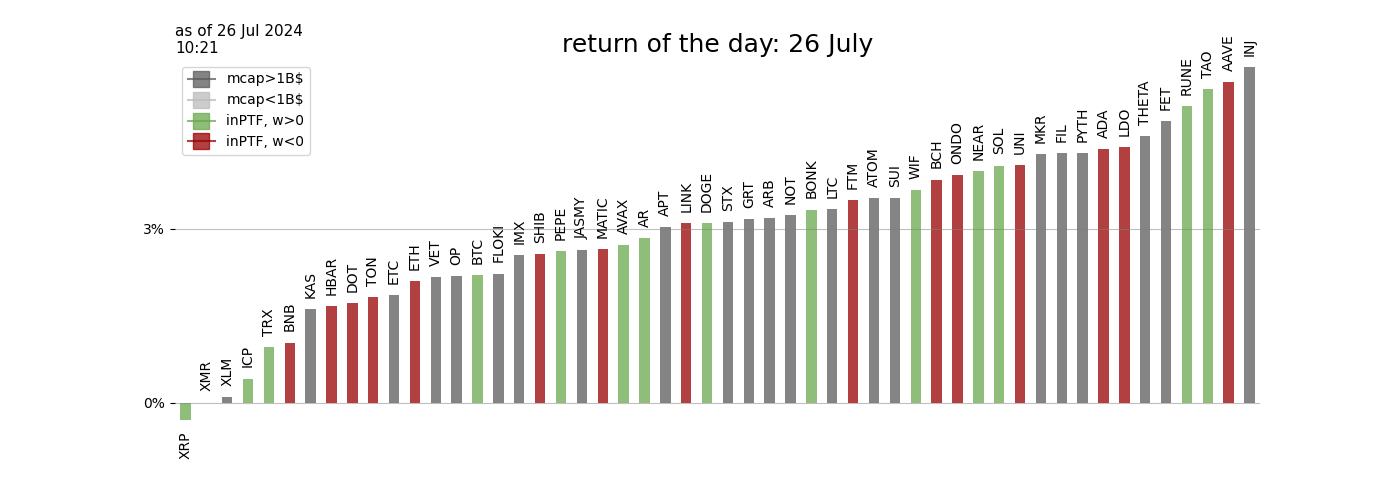 as of 26 Jul 2024
10:21
return of the day: 26 July
mcap>1B$
mcap<1B$
inPTF, w>0
inPTF, w<0
3%
0%
XRP
XMR
XLM
ICP
TRX
BNB
KAS
HBAR
DOT
TON
ETC
ETH
VET
OP
BTC
FLOKI
IMX
SHIB
PEPE
JASMY
MATIC
AVAX
AR
APT
LINK
DOGE
STX
GRT
ARB
NOT
BONK
LTC
FTM
ATOM
SUI
WIF
BCH
ONDO
NEAR
SOL
UNI
MKR
FIL
PYTH
ADA
LDO
THETA
FET
RUNE
TAO
AAVE
INJ